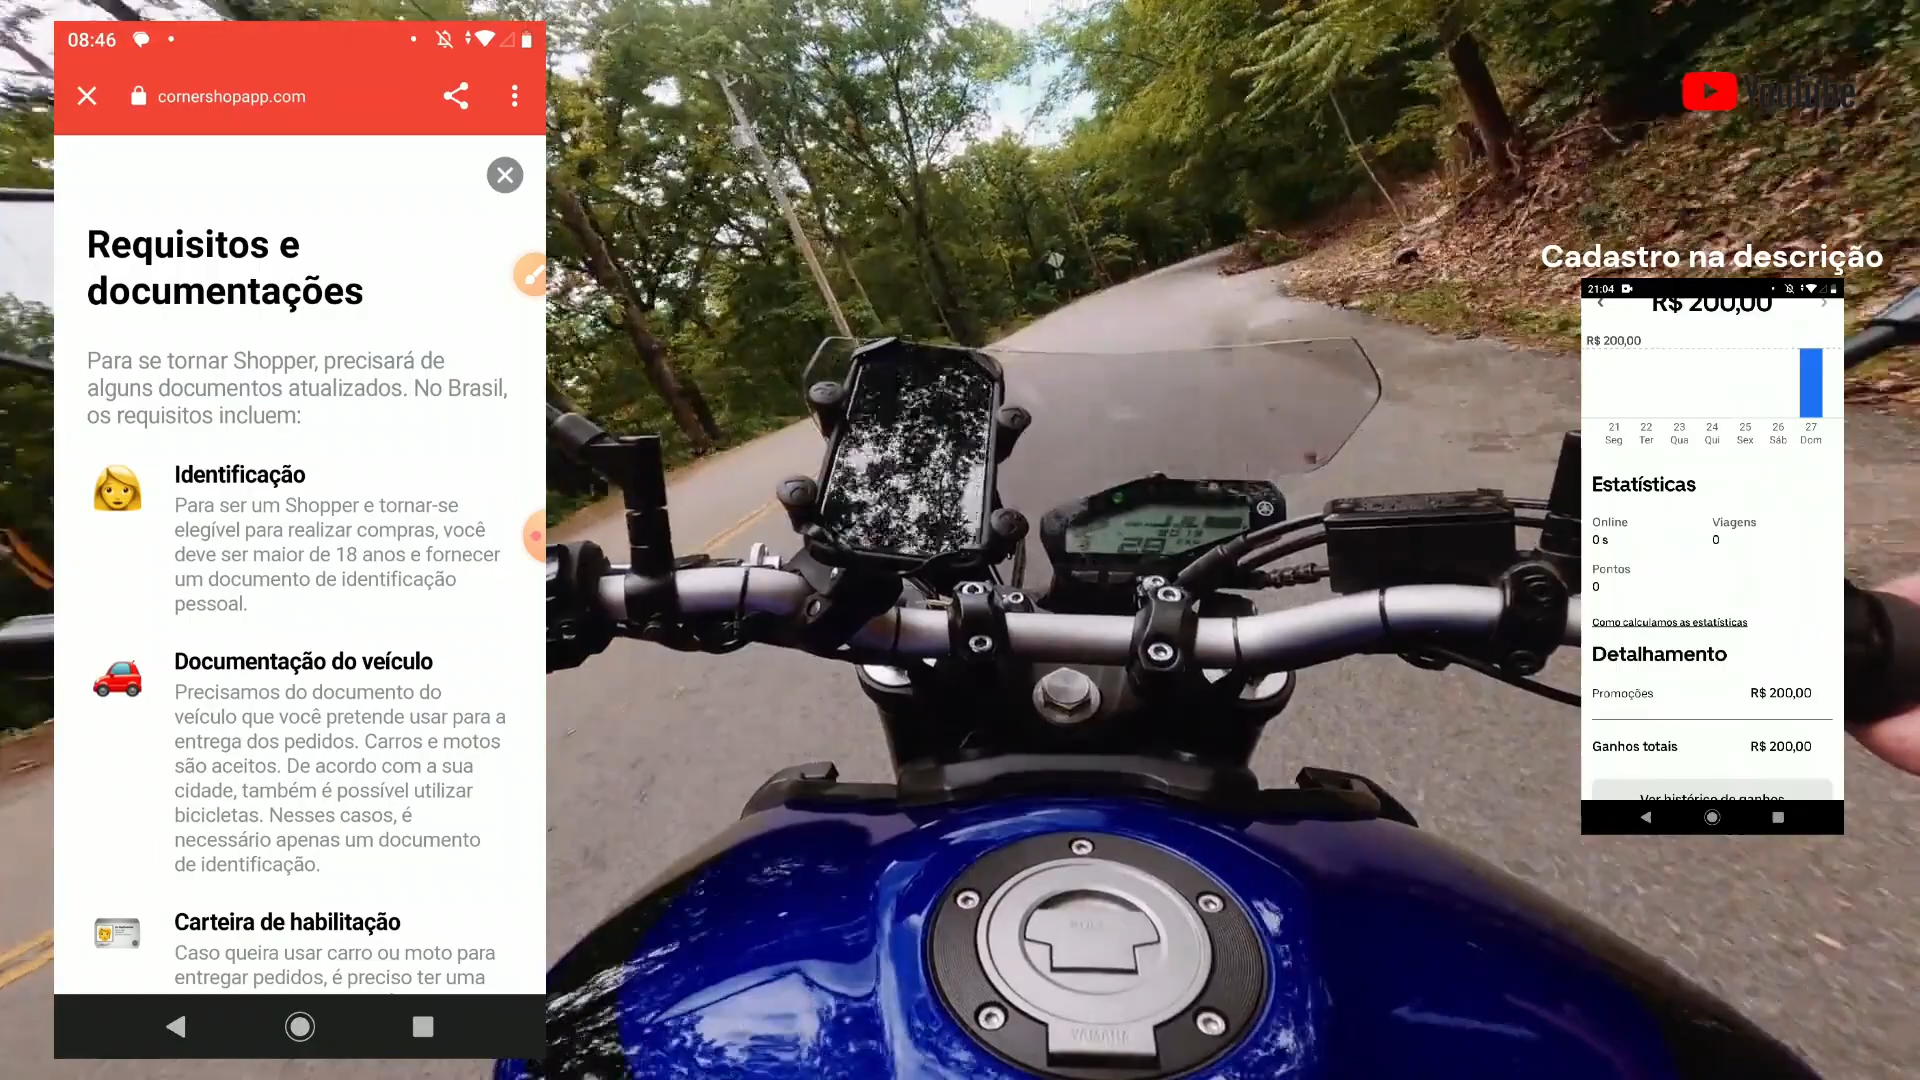 08:46
cornershopapp.com
Requisitos e
documentações
Para se tornar Shopper, precisará de
alguns documentos atualizados. No Brasil,
os requisitos incluem:
Identificação
Para ser um Shopper e tornar-se
elegível para realizar compras, você
deve ser maior de 18 anos e fornecer
um documento de identificação
pessoal.
Documentação do veículo
Precisamos do documento do
veículo que você pretende usar para a
entrega dos pedidos. Carros e motos
são aceitos. De acordo com a sua
cidade, também é possível utilizar
bicicletas. Nesses casos, é
necessário apenas um documento
de identificação.
Carteira de habilitação
Caso queira usar carro ou moto para
entregar pedidos, é preciso ter uma
YAMAHA
YouTube
Cadastro na descrição
21:04
R$ 200,00
R$ 200,00
21 22 23 24 25 26 27
Seg Ter Qua Qui Sex Sáb Dom
Estatísticas
Online Viagens
0 s 0
Pontos
0
Como calculamos as estatísticas
Detalhamento
Promoções R$ 200,00
Ganhos totais R$ 200,00
Ver histórico de ganhos